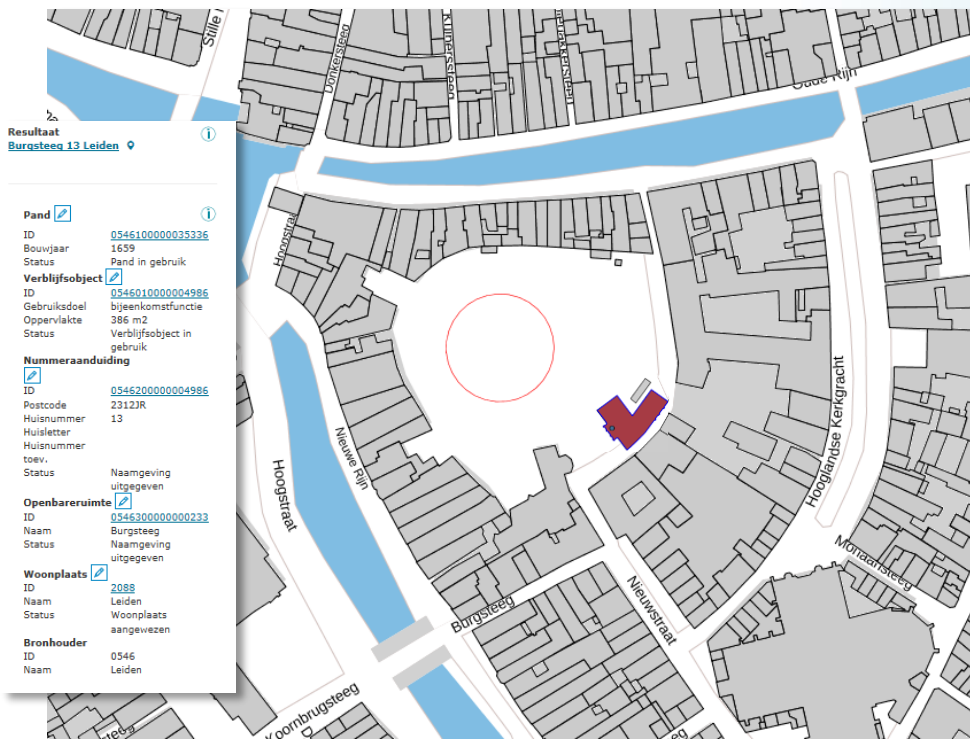 Resultaat
Burgsteeg 13 Leiden
Pand
ID 0546100000035336
Bouwjaar 1659
Status Pand in gebruik
Verblijfsobject
ID 0546010000004986
Gebruiksdoel bijeenkomstfunctie
Oppervlakte 386 m2
Status Verblijfsobject in
gebruik
Nummeraanduiding
ID 0546200000004986
Postcode 2312JR
Huisnummer 13
Huisletter
Huisnummer
toev.
Status Naamgeving
uitgegeven
Openbareruimte
ID 0546300000000233
Naam Burgsteeg
Status Naamgeving
uitgegeven
Woonplaats
ID 2088
Naam Leiden
Status Woonplaats
aangewezen
Bronhouder
ID 0546
Naam Leiden
Stille
Donkersteeg
Kuiperssteeg
Bakkersteeg
Oude Rijn
Hoogstraat
Nieuwe Rijn
Hoogstraat
Hooglandse Kerkgracht
Moriaansteeg
Nieuwstraat
Burgsteeg
Koornbrugsteeg